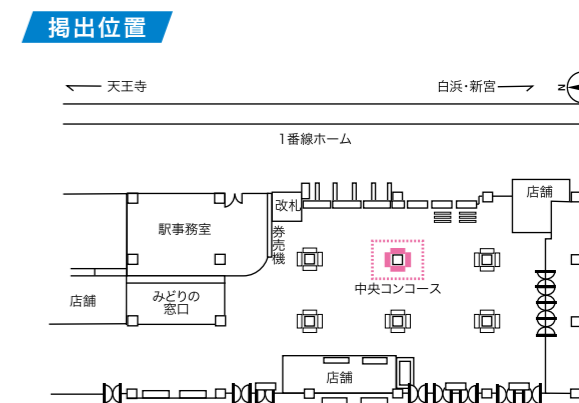 掲出位置
天王寺
白浜・新宮
N
1番線ホーム
店舗
改札
駅事務室
券売機
中央コンコース
店舗
みどりの
窓口
店舗